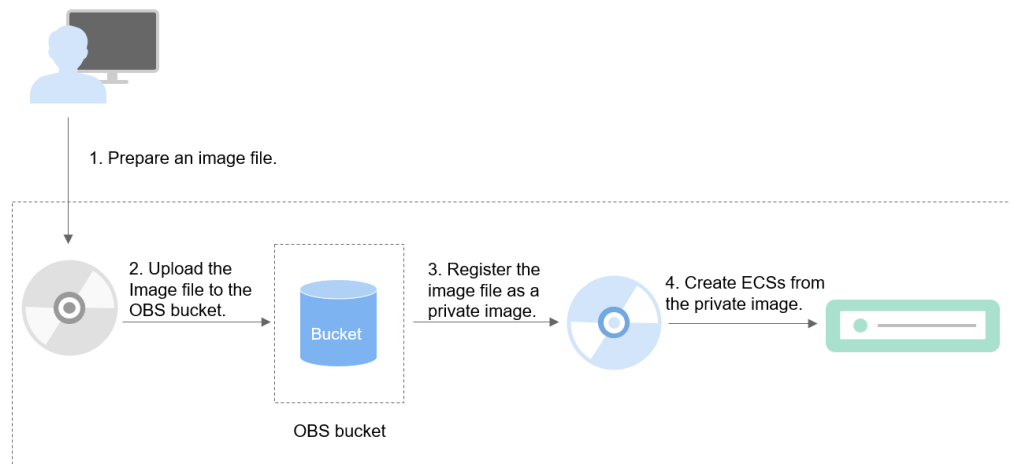 1. Prepare an image file.
2. Upload the
Image file to the
OBS bucket.
Bucket
OBS bucket
3. Register the
image file as a
private image.
4. Create ECSs from
the private image.